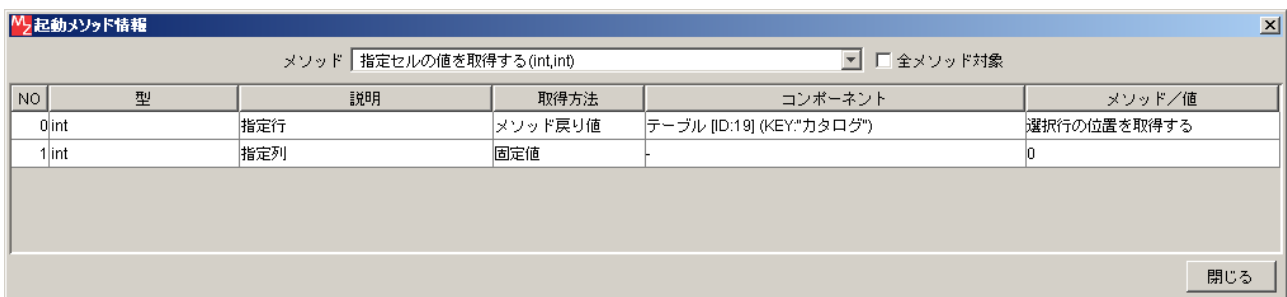 MZ 起動メソッド情報
メソッド 指定セルの値を取得する(int,int) 全メソッド対象
NO 型 説明 取得方法 コンポーネント メソッド／値
0 int 指定行 メソッド戻り値 テーブル [ID:19] (KEY:"カタログ") 選択行の位置を取得する
1 int 指定列 固定値 - 0
閉じる